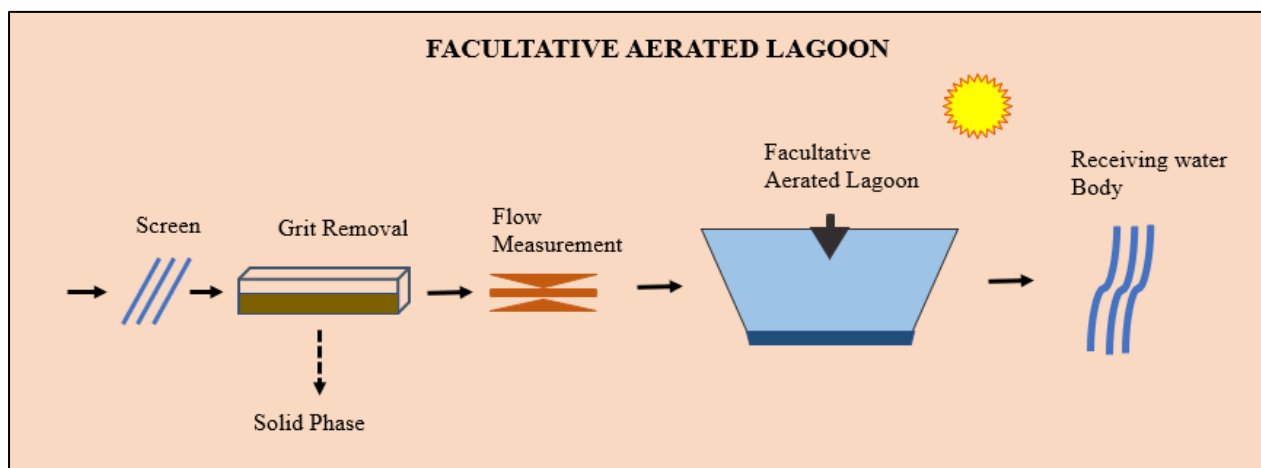 FACULTATIVE AERATED LAGOON
Screen
Grit Removal
Flow
Measurement
Facultative
Aerated Lagoon
Receiving water
Body
Solid Phase